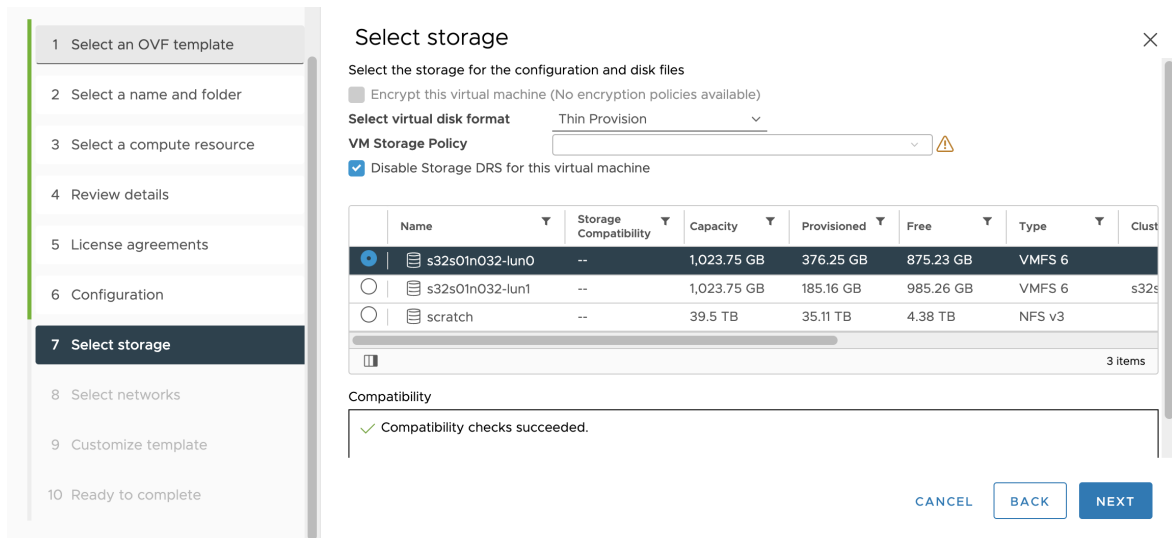 1 Select an OVF template
2 Select a name and folder
3 Select a compute resource
4 Review details
5 License agreements
6 Configuration
7 Select storage
8 Select networks
9 Customize template
10 Ready to complete
Select storage
Select the storage for the configuration and disk files
Encrypt this virtual machine (No encryption policies available)
Select virtual disk format Thin Provision
VM Storage Policy
Disable Storage DRS for this virtual machine
Name Storage Compatibility Capacity Provisioned Free Type Clust
s32s01n032-lun0 -- 1,023.75 GB 376.25 GB 875.23 GB VMFS 6
s32s01n032-lun1 -- 1,023.75 GB 185.16 GB 985.26 GB VMFS 6 s32s
scratch -- 39.5 TB 35.11 TB 4.38 TB NFS v3
3 items
Compatibility
Compatibility checks succeeded.
CANCEL BACK NEXT